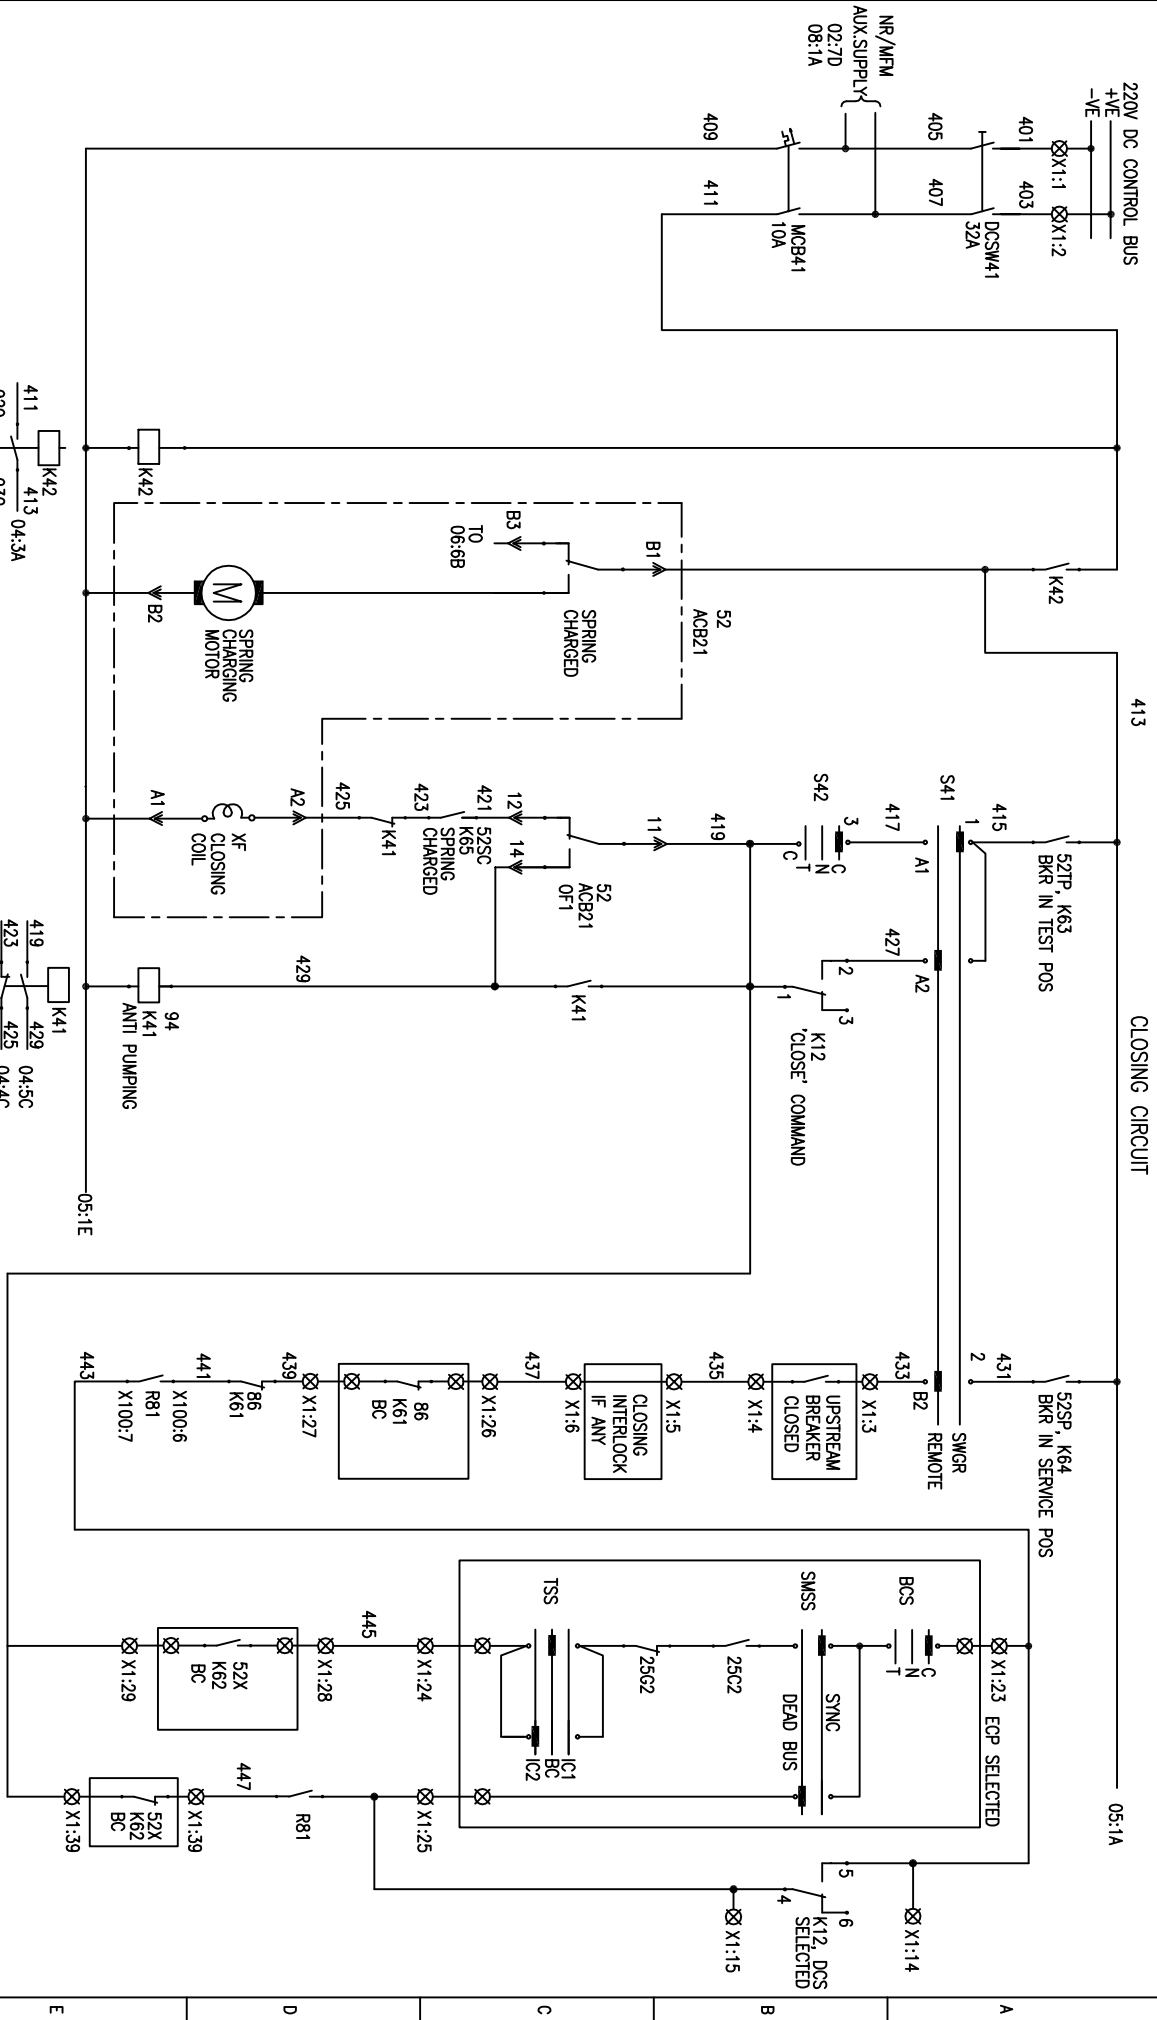 CLOSING CIRCUIT
220V DC CONTROL BUS
+VE
-VE
NR/MFM
AUX.SUPPLY
02:7D
08:1A
401
X1:1
403
X1:2
405
407
DCSW41
32A
409
411
MCB41
10A
K42
K42
411
413
04:3A
K42
413
05:1A
B1
52
ACB21
SPRING
CHARGED
B3
TO
06:6B
SPRING
CHARGING
MOTOR
M
B2
52TP, K63
BKR IN TEST POS
415
S41
1
A1
A2
417
427
S42
3
C
N
T
C
419
2
3
1
K12
'CLOSE' COMMAND
11
52
ACB21
OF1
12
14
421
52SC
K65
SPRING
CHARGED
423
K41
425
A2
XF
CLOSING
COIL
A1
K41
429
94
K41
ANTI PUMPING
05:1E
K41
419
429
04:5C
423
425
04:4C
52SP, K64
BKR IN SERVICE POS
431
2
SWGR
REMOTE
B2
433
X1:3
UPSTREAM
BREAKER
CLOSED
X1:4
435
X1:5
CLOSING
INTERLOCK
IF ANY
X1:6
437
X1:26
86
K61
BC
X1:27
439
86
K61
441
X100:6
R81
X100:7
443
X1:23
ECP SELECTED
BCS
C
N
T
SMSS
SYNC
DEAD BUS
25C2
25G2
TSS
IC1
BC
IC2
X1:24
X1:25
445
X1:28
52X
K62
BC
X1:29
R81
447
X1:39
52X
K62
BC
X1:39
5
6
4
K12, DCS
SELECTED
X1:14
X1:15
A
B
C
D
E